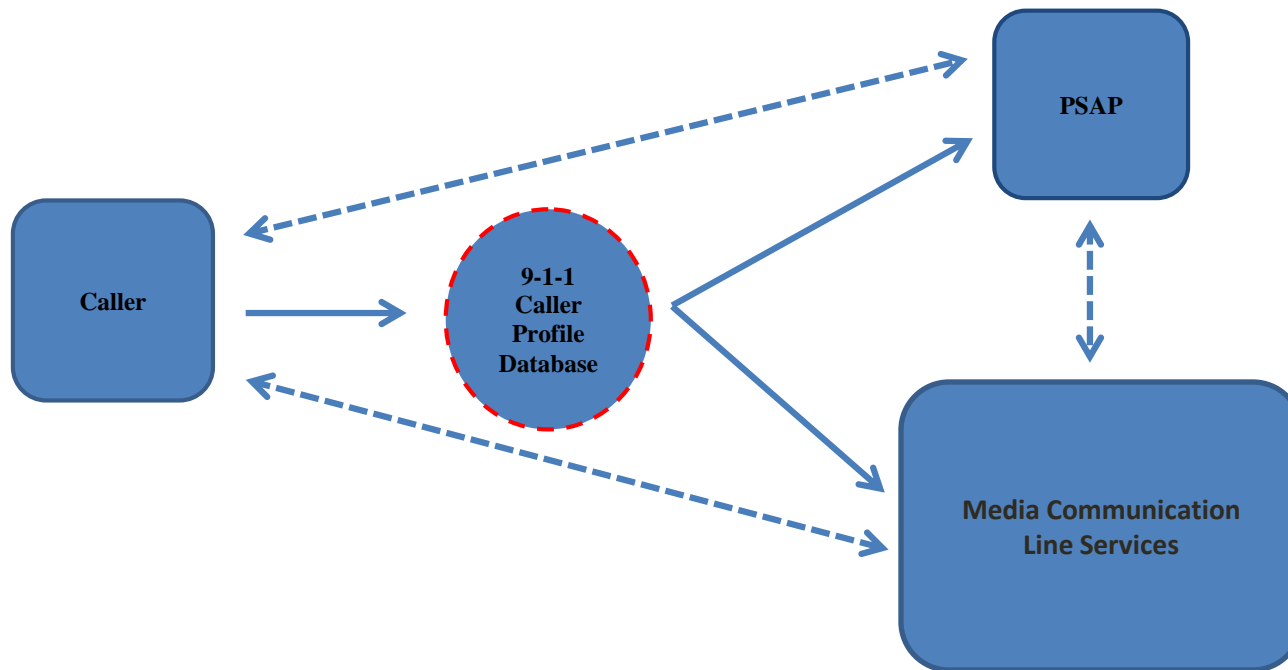 PSAP
Caller
9-1-1
Caller
Profile
Database
Media Communication
Line Services